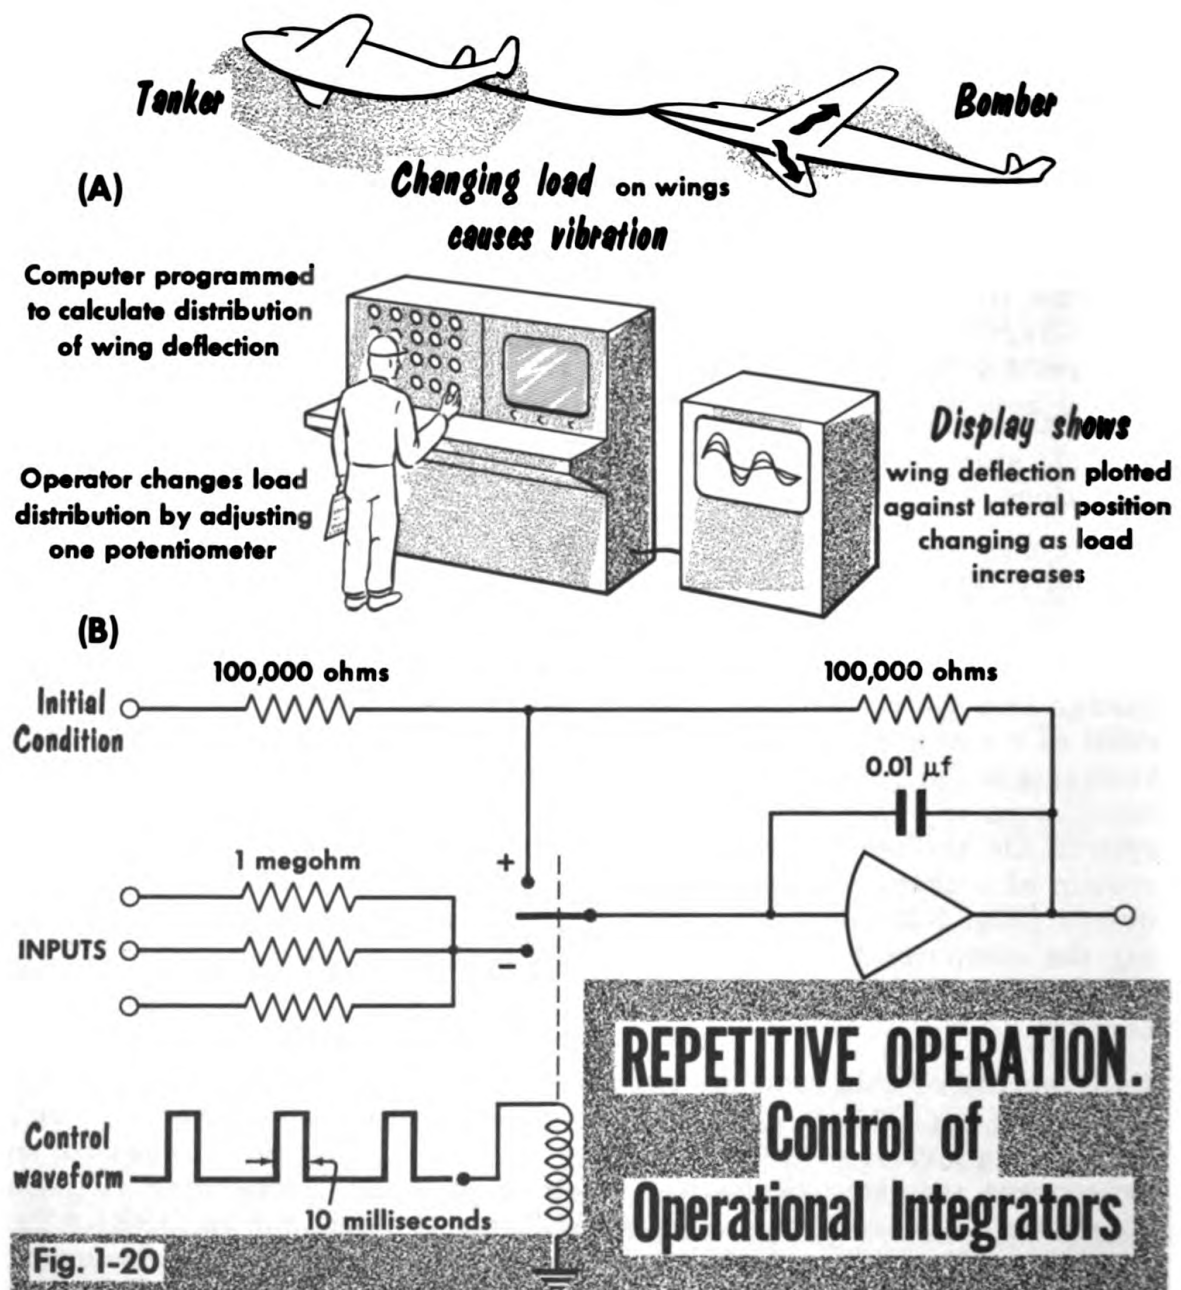 Tanker
Bomber
(A)
Changing load on wings
causes vibration
Computer programmed
to calculate distribution
of wing deflection
Operator changes load
distribution by adjusting
one potentiometer
Display shows
wing deflection plotted
against lateral position
changing as load
increases
(B)
100,000 ohms
100,000 ohms
Initial
Condition
0.01 µf
1 megohm
+
INPUTS
−
Control
waveform
10 milliseconds
REPETITIVE OPERATION.
Control of
Operational Integrators
Fig. 1-20